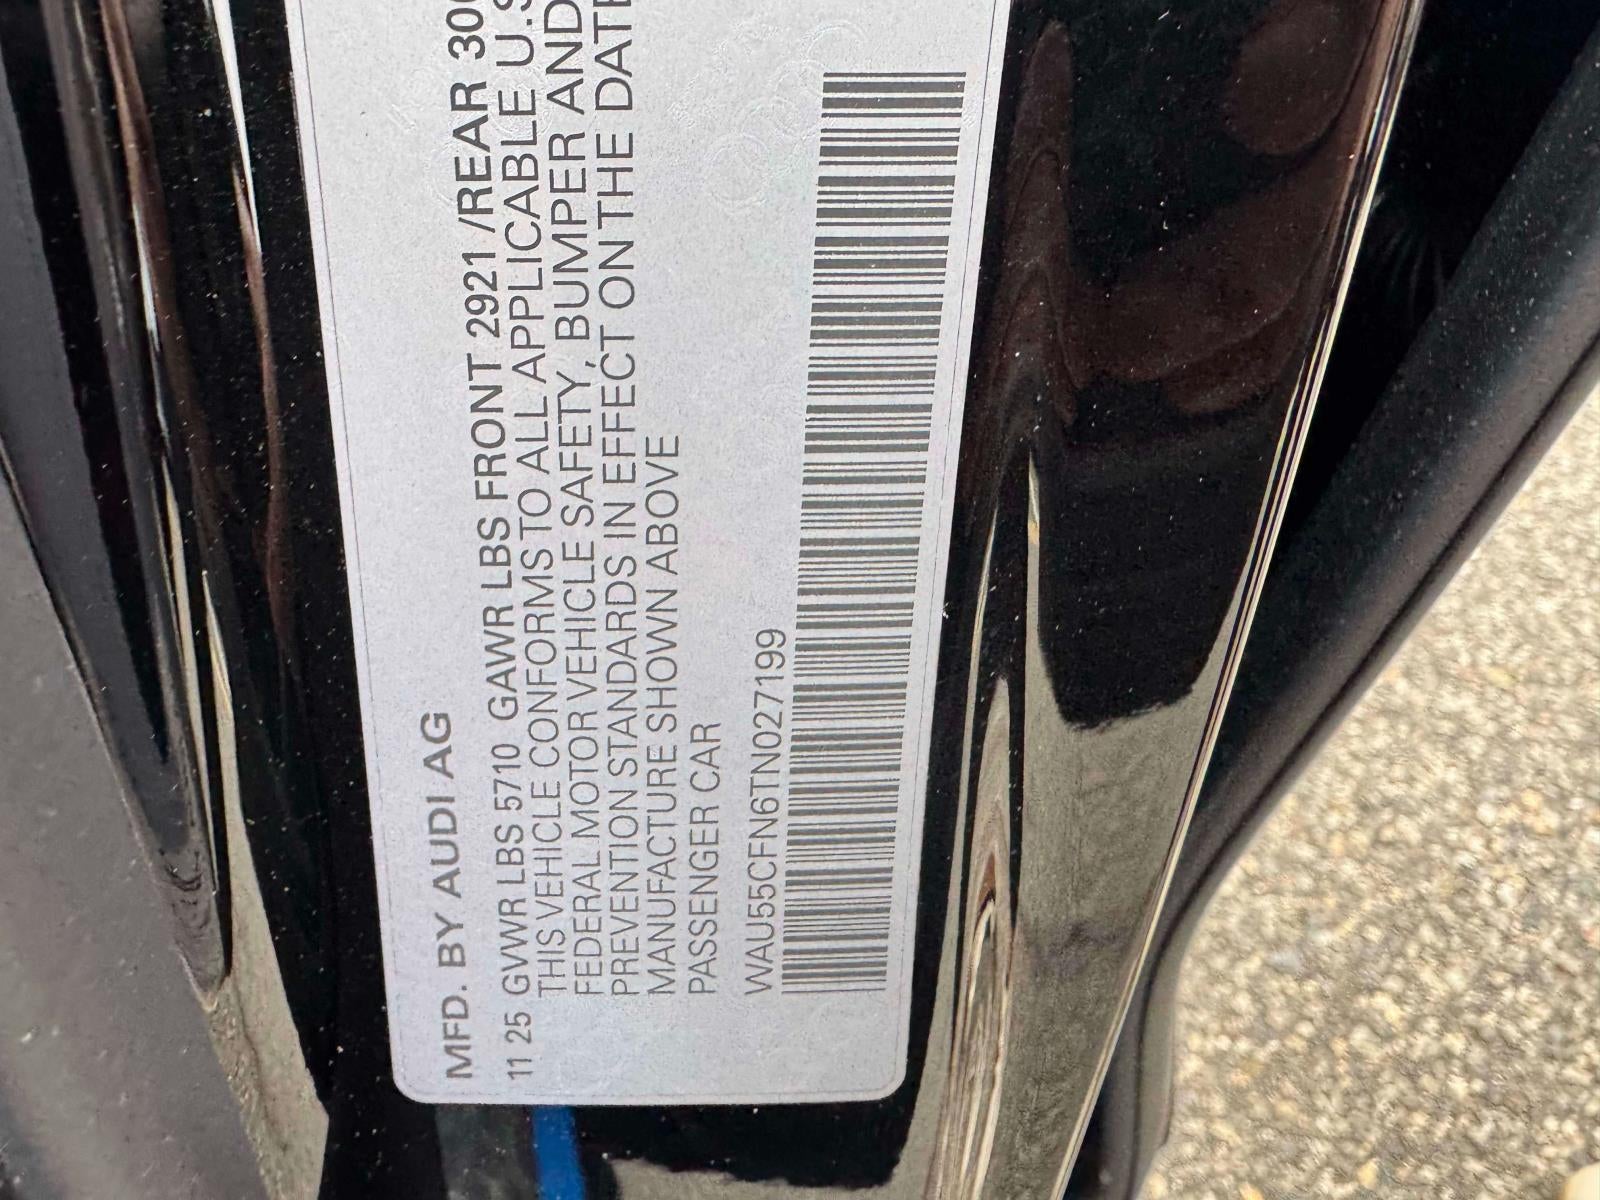 MFD. BY AUDI AG
11 25 GVWR LBS 5710 GAWR LBS FRONT 2921 /REAR 300
THIS VEHICLE CONFORMS TO ALL APPLICABLE U.S
FEDERAL MOTOR VEHICLE SAFETY, BUMPER AND
PREVENTION STANDARDS IN EFFECT ON THE DATE
MANUFACTURE SHOWN ABOVE
PASSENGER CAR
WAU55CFN6TN027199